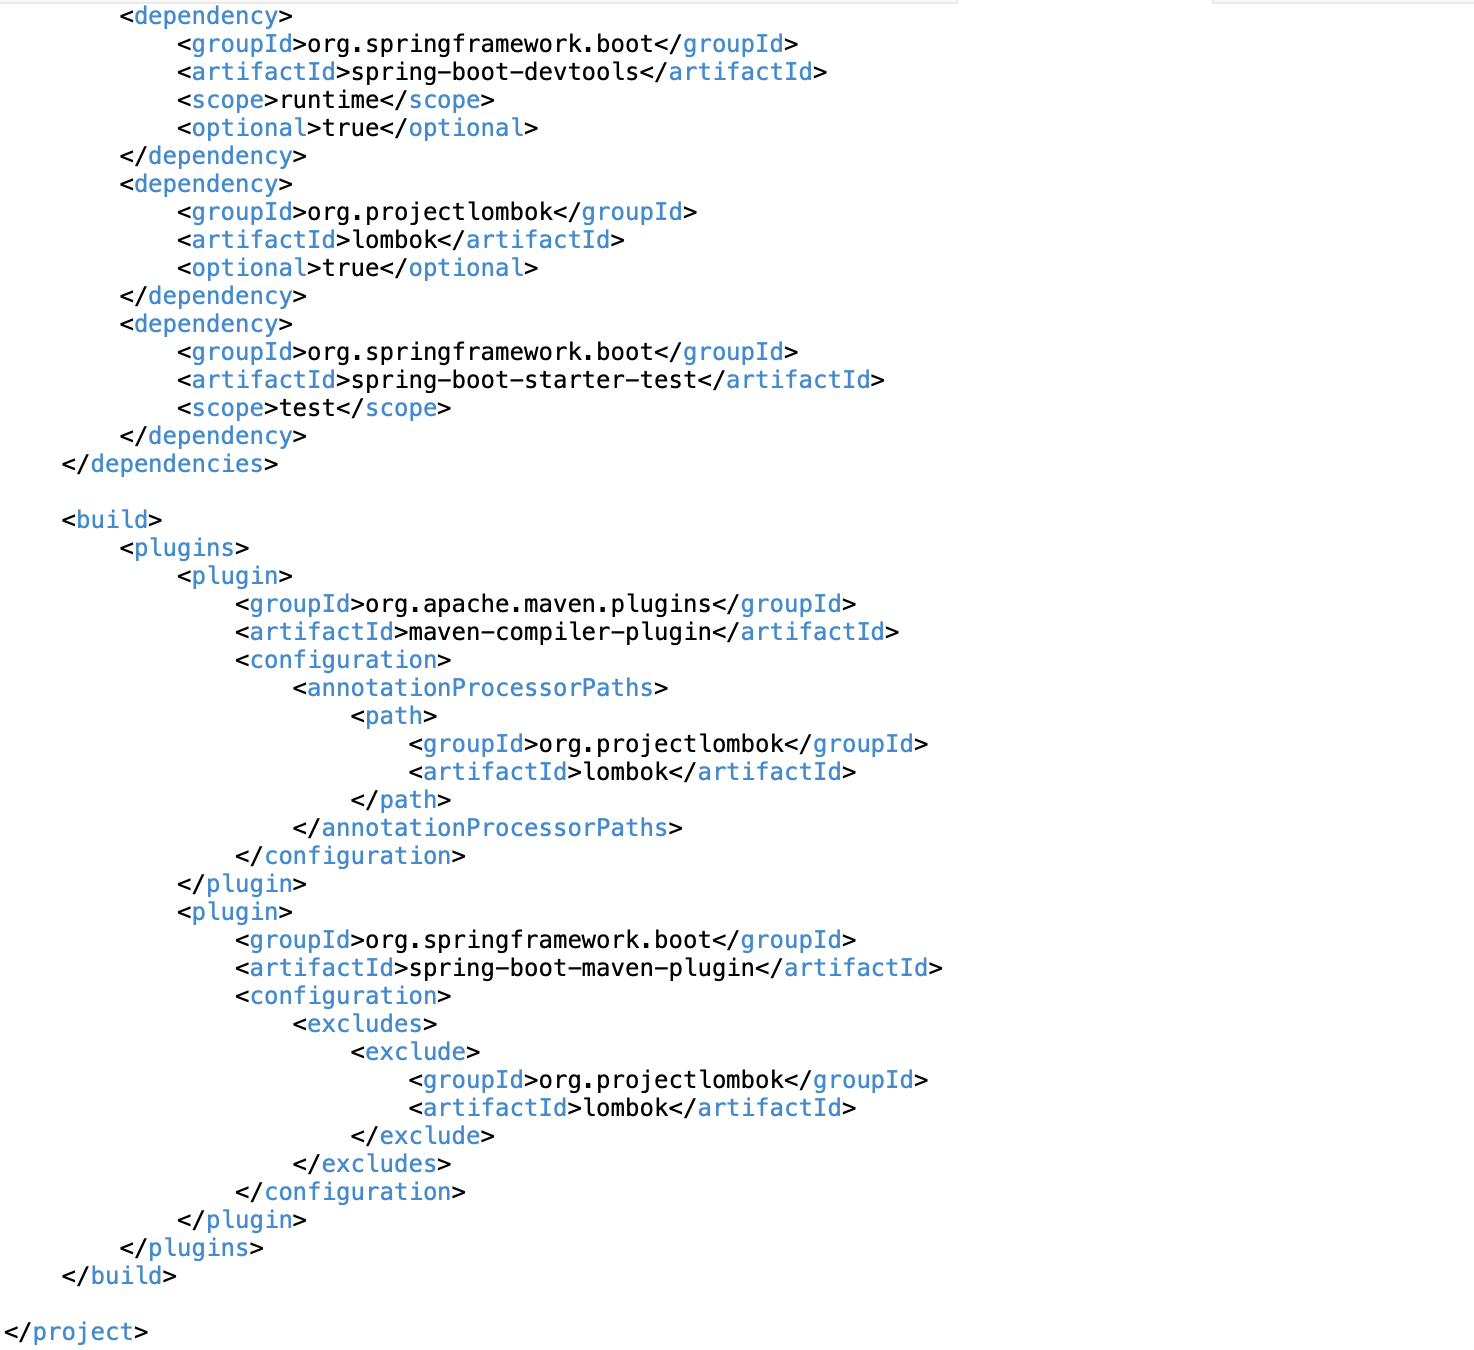 <dependency>
<groupId>org.springframework.boot</groupId>
<artifactId>spring-boot-devtools</artifactId>
<scope>runtime</scope>
<optional>true</optional>
</dependency>
<dependency>
<groupId>org.projectlombok</groupId>
<artifactId>lombok</artifactId>
<optional>true</optional>
</dependency>
<dependency>
<groupId>org.springframework.boot</groupId>
<artifactId>spring-boot-starter-test</artifactId>
<scope>test</scope>
</dependency>
</dependencies>
<build>
<plugins>
<plugin>
<groupId>org.apache.maven.plugins</groupId>
<artifactId>maven-compiler-plugin</artifactId>
<configuration>
<annotationProcessorPaths>
<path>
<groupId>org.projectlombok</groupId>
<artifactId>lombok</artifactId>
</path>
</annotationProcessorPaths>
</configuration>
</plugin>
<plugin>
<groupId>org.springframework.boot</groupId>
<artifactId>spring-boot-maven-plugin</artifactId>
<configuration>
<excludes>
<exclude>
<groupId>org.projectlombok</groupId>
<artifactId>lombok</artifactId>
</exclude>
</excludes>
</configuration>
</plugin>
</plugins>
</build>
</project>